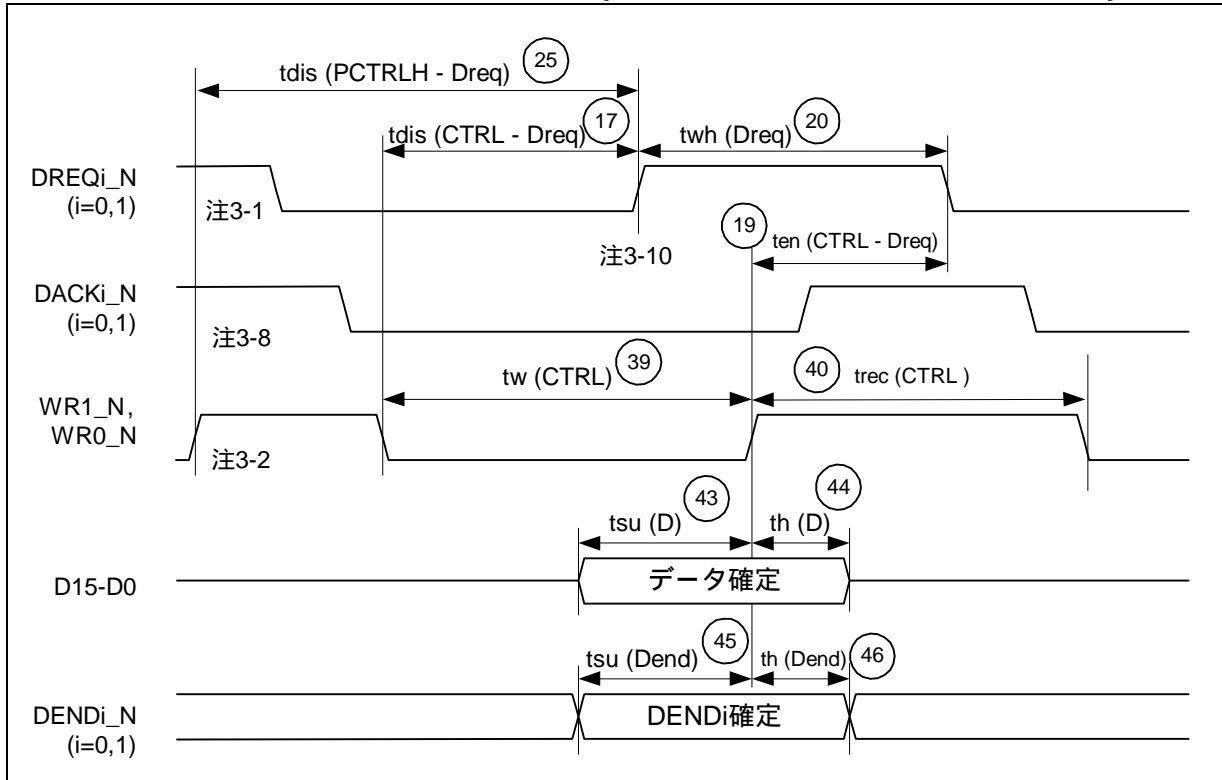 tdis (PCTRLH - Dreq) 25
tdis (CTRL - Dreq) 17
twh (Dreq) 20
DREQi_N
(i=0,1)
注3-1
注3-10
19
ten (CTRL - Dreq)
DACKi_N
(i=0,1)
注3-8
tw (CTRL) 39
40 trec (CTRL )
WR1_N,
WR0_N
注3-2
tsu (D) 43
th (D) 44
D15-D0
データ確定
tsu (Dend) 45
th (Dend) 46
DENDi_N
(i=0,1)
DENDi確定